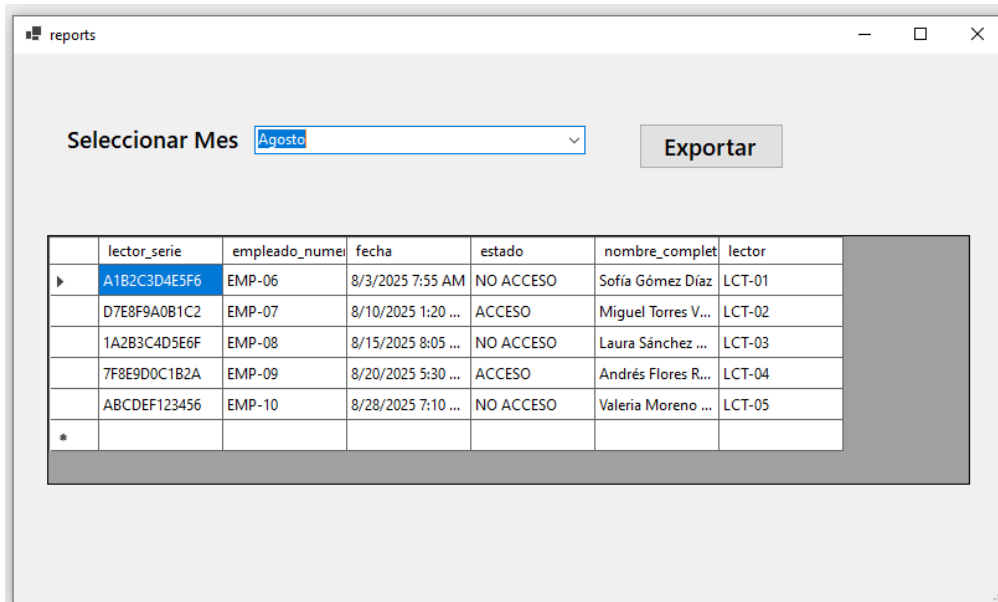 reports
Seleccionar Mes Agosto Exportar
lector_serie empleado_numer fecha estado nombre_complet lector
A1B2C3D4E5F6 EMP-06 8/3/2025 7:55 AM NO ACCESO Sofía Gómez Díaz LCT-01
D7E8F9A0B1C2 EMP-07 8/10/2025 1:20 ... ACCESO Miguel Torres V... LCT-02
1A2B3C4D5E6F EMP-08 8/15/2025 8:05 ... NO ACCESO Laura Sánchez ... LCT-03
7F8E9D0C1B2A EMP-09 8/20/2025 5:30 ... ACCESO Andrés Flores R... LCT-04
ABCDEF123456 EMP-10 8/28/2025 7:10 ... NO ACCESO Valeria Moreno ... LCT-05